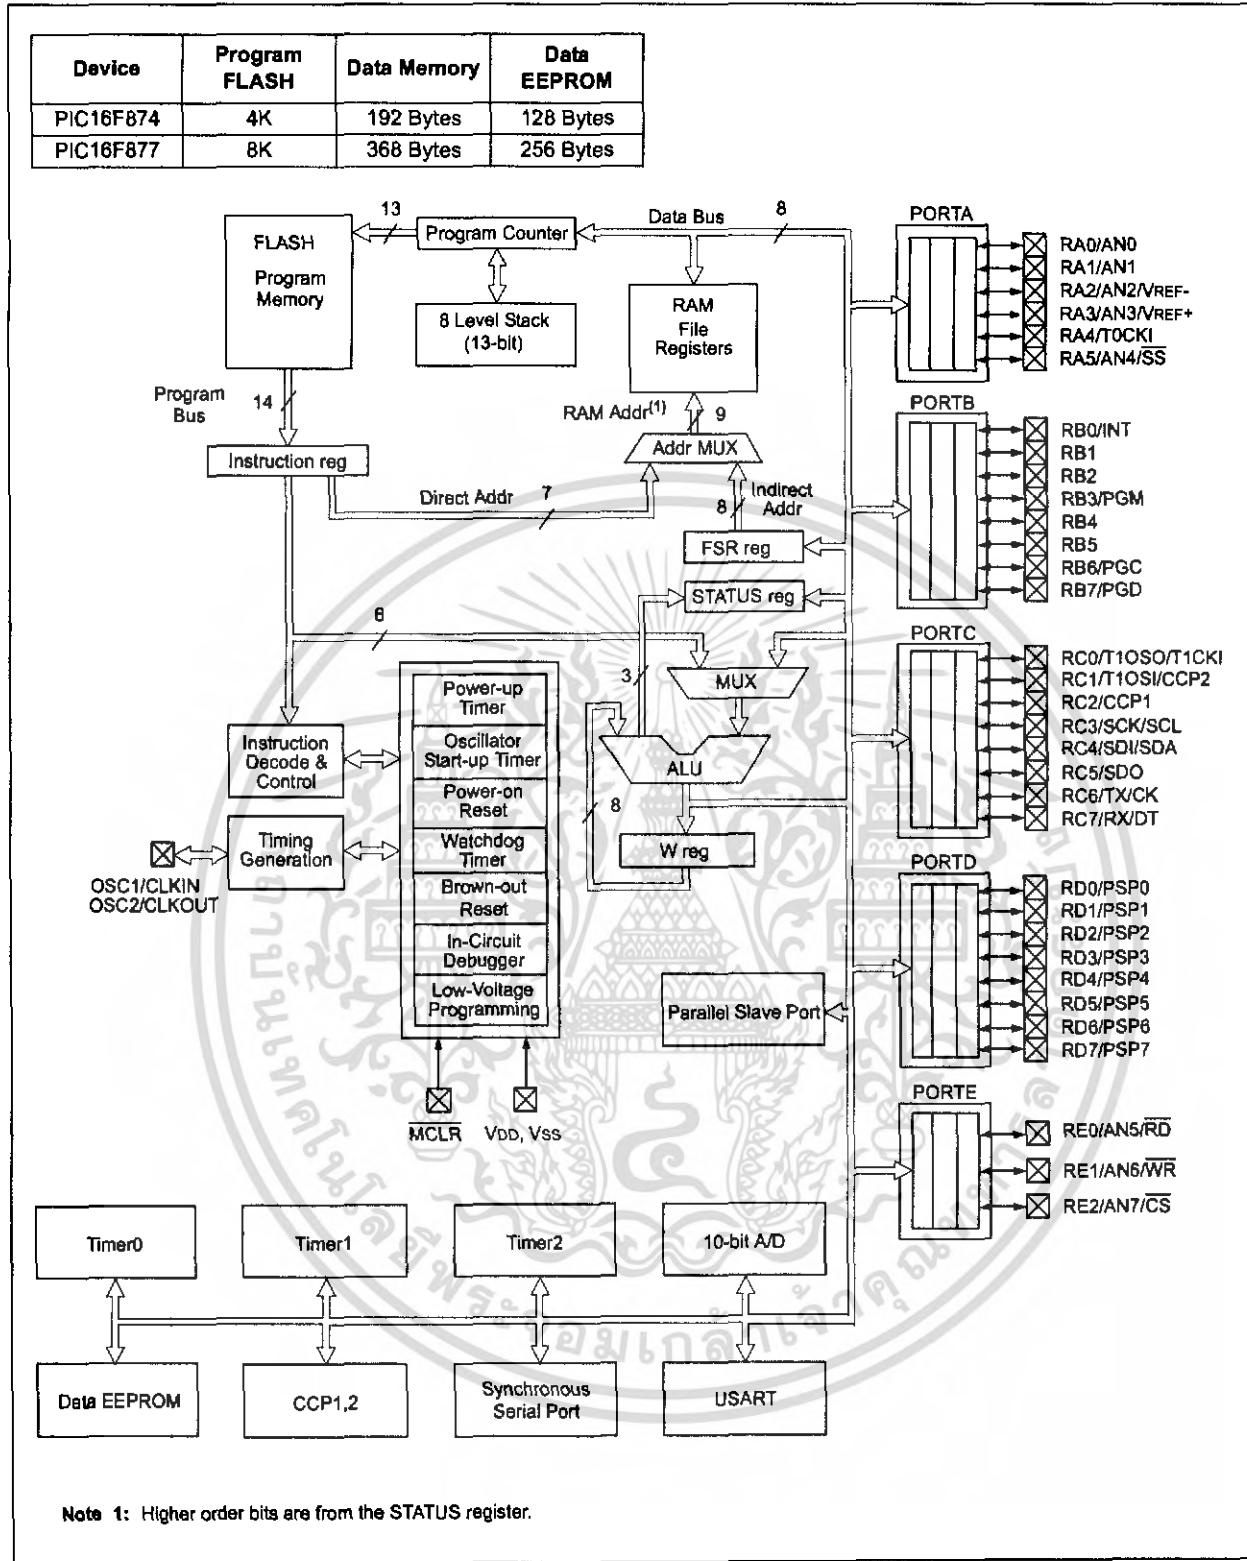 Device Program FLASH Data Memory Data EEPROM
PIC16F874 4K 192 Bytes 128 Bytes
PIC16F877 8K 368 Bytes 256 Bytes
FLASH
Program
Memory
13
Program Counter
8 Level Stack
(13-bit)
Data Bus
8
RAM
File
Registers
Program
Bus
14
RAM Addr(1)
9
Addr MUX
Instruction reg
Direct Addr
7
8
Indirect
Addr
FSR reg
STATUS reg
8
3
MUX
ALU
8
W reg
Power-up
Timer
Oscillator
Start-up Timer
Power-on
Reset
Watchdog
Timer
Brown-out
Reset
In-Circuit
Debugger
Low-Voltage
Programming
Instruction
Decode &
Control
Timing
Generation
OSC1/CLKIN
OSC2/CLKOUT
MCLR
VDD, VSS
Parallel Slave Port
PORTA
RA0/AN0
RA1/AN1
RA2/AN2/VREF-
RA3/AN3/VREF+
RA4/T0CKI
RA5/AN4/SS
PORTB
RB0/INT
RB1
RB2
RB3/PGM
RB4
RB5
RB6/PGC
RB7/PGD
PORTC
RC0/T1OSO/T1CKI
RC1/T1OSI/CCP2
RC2/CCP1
RC3/SCK/SCL
RC4/SDI/SDA
RC5/SDO
RC6/TX/CK
RC7/RX/DT
PORTD
RD0/PSP0
RD1/PSP1
RD2/PSP2
RD3/PSP3
RD4/PSP4
RD5/PSP5
RD6/PSP6
RD7/PSP7
PORTE
RE0/AN5/RD
RE1/AN6/WR
RE2/AN7/CS
Timer0
Timer1
Timer2
10-bit A/D
Data EEPROM
CCP1,2
Synchronous
Serial Port
USART
Note 1: Higher order bits are from the STATUS register.